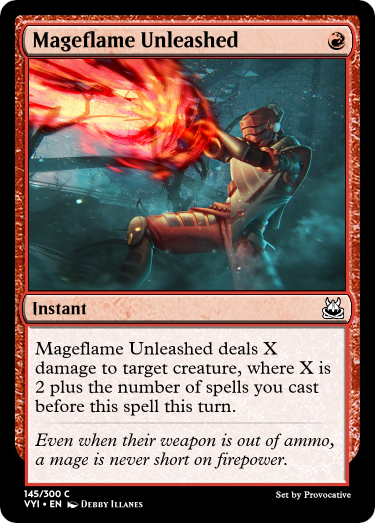 Mageflame Unleashed
Instant
Mageflame Unleashed deals X
damage to target creature, where X is
2 plus the number of spells you cast
before this spell this turn.
Even when their weapon is out of ammo,
a mage is never short on firepower.
145/300 C
VYI • EN Debby Illanes
Set by Provocative